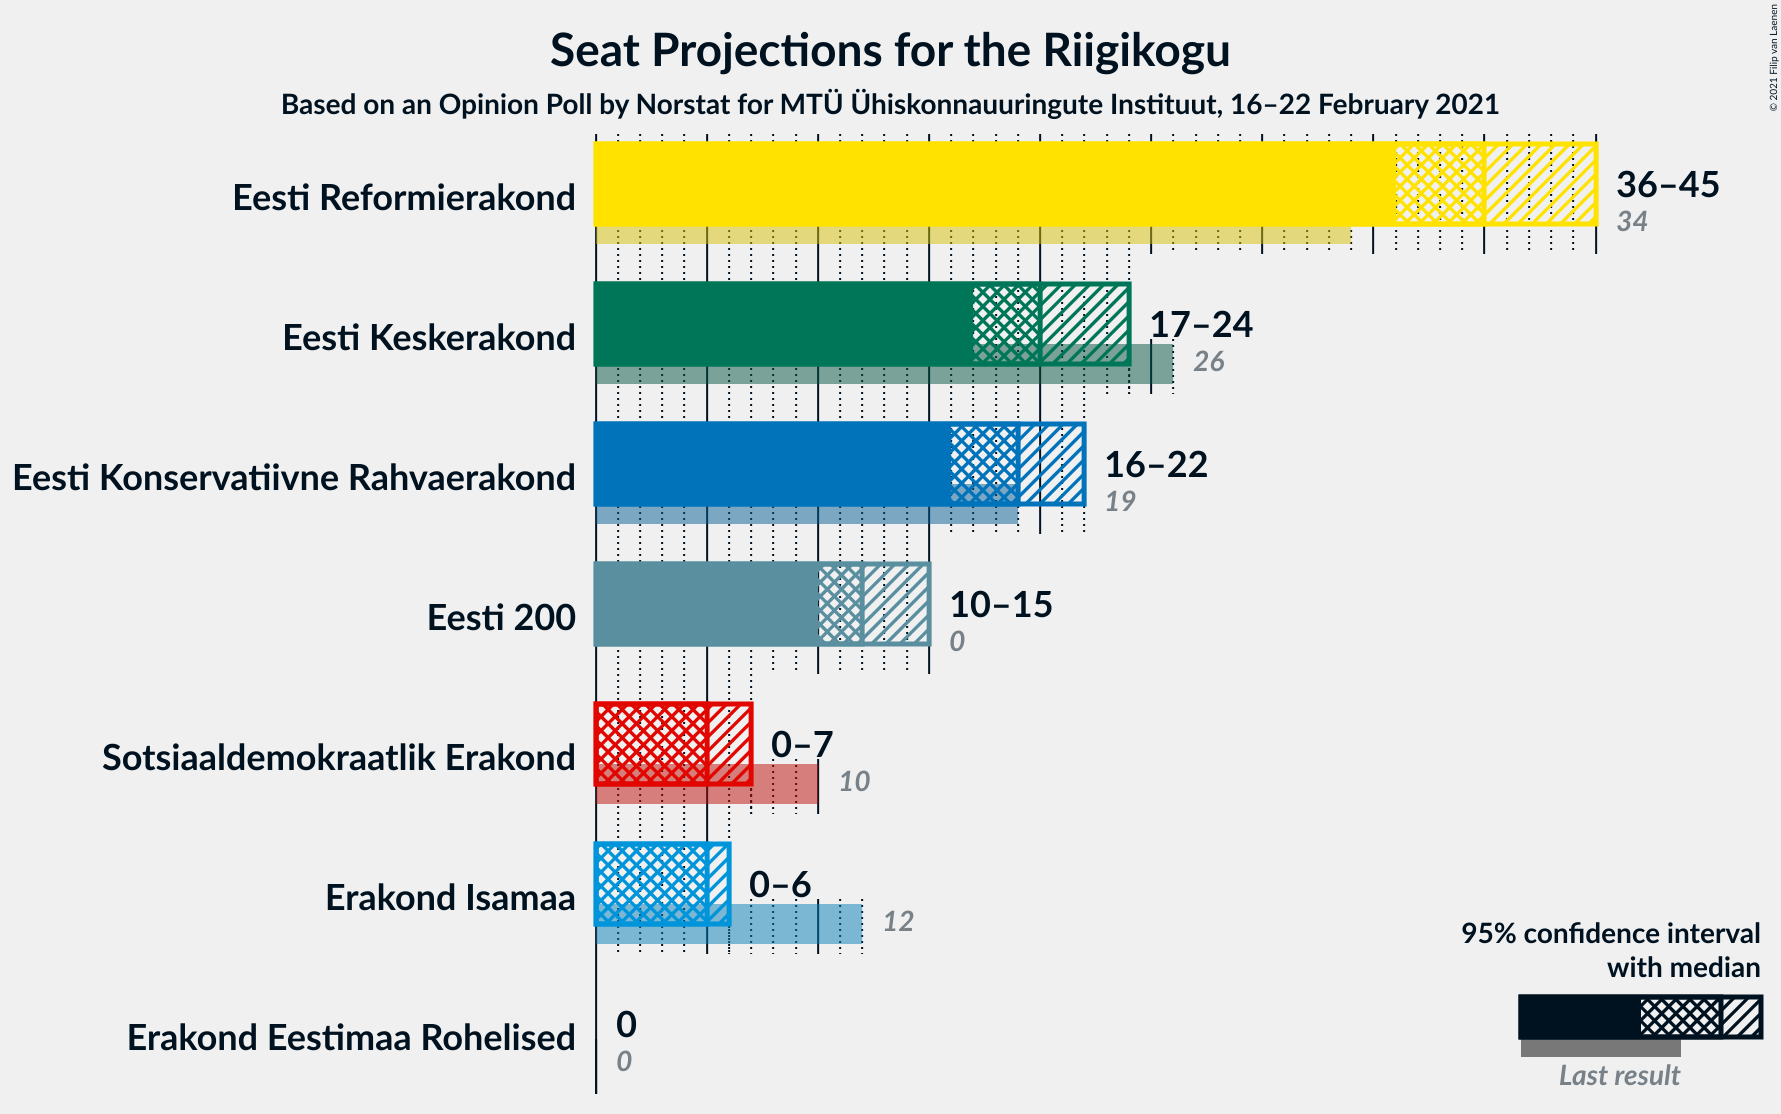 Seat Projections for the Riigikogu
Based on an Opinion Poll by Norstat for MTÜ Ühiskonnauuringute Instituut, 16–22 February 2021
© 2021 Filip van Laenen
Eesti Reformierakond
36–45
34
Eesti Keskerakond
17–24
26
Eesti Konservatiivne Rahvaerakond
16–22
19
Eesti 200
10–15
0
Sotsiaaldemokraatlik Erakond
0–7
10
Erakond Isamaa
0–6
12
Erakond Eestimaa Rohelised
0
0
95% confidence interval
with median
Last result